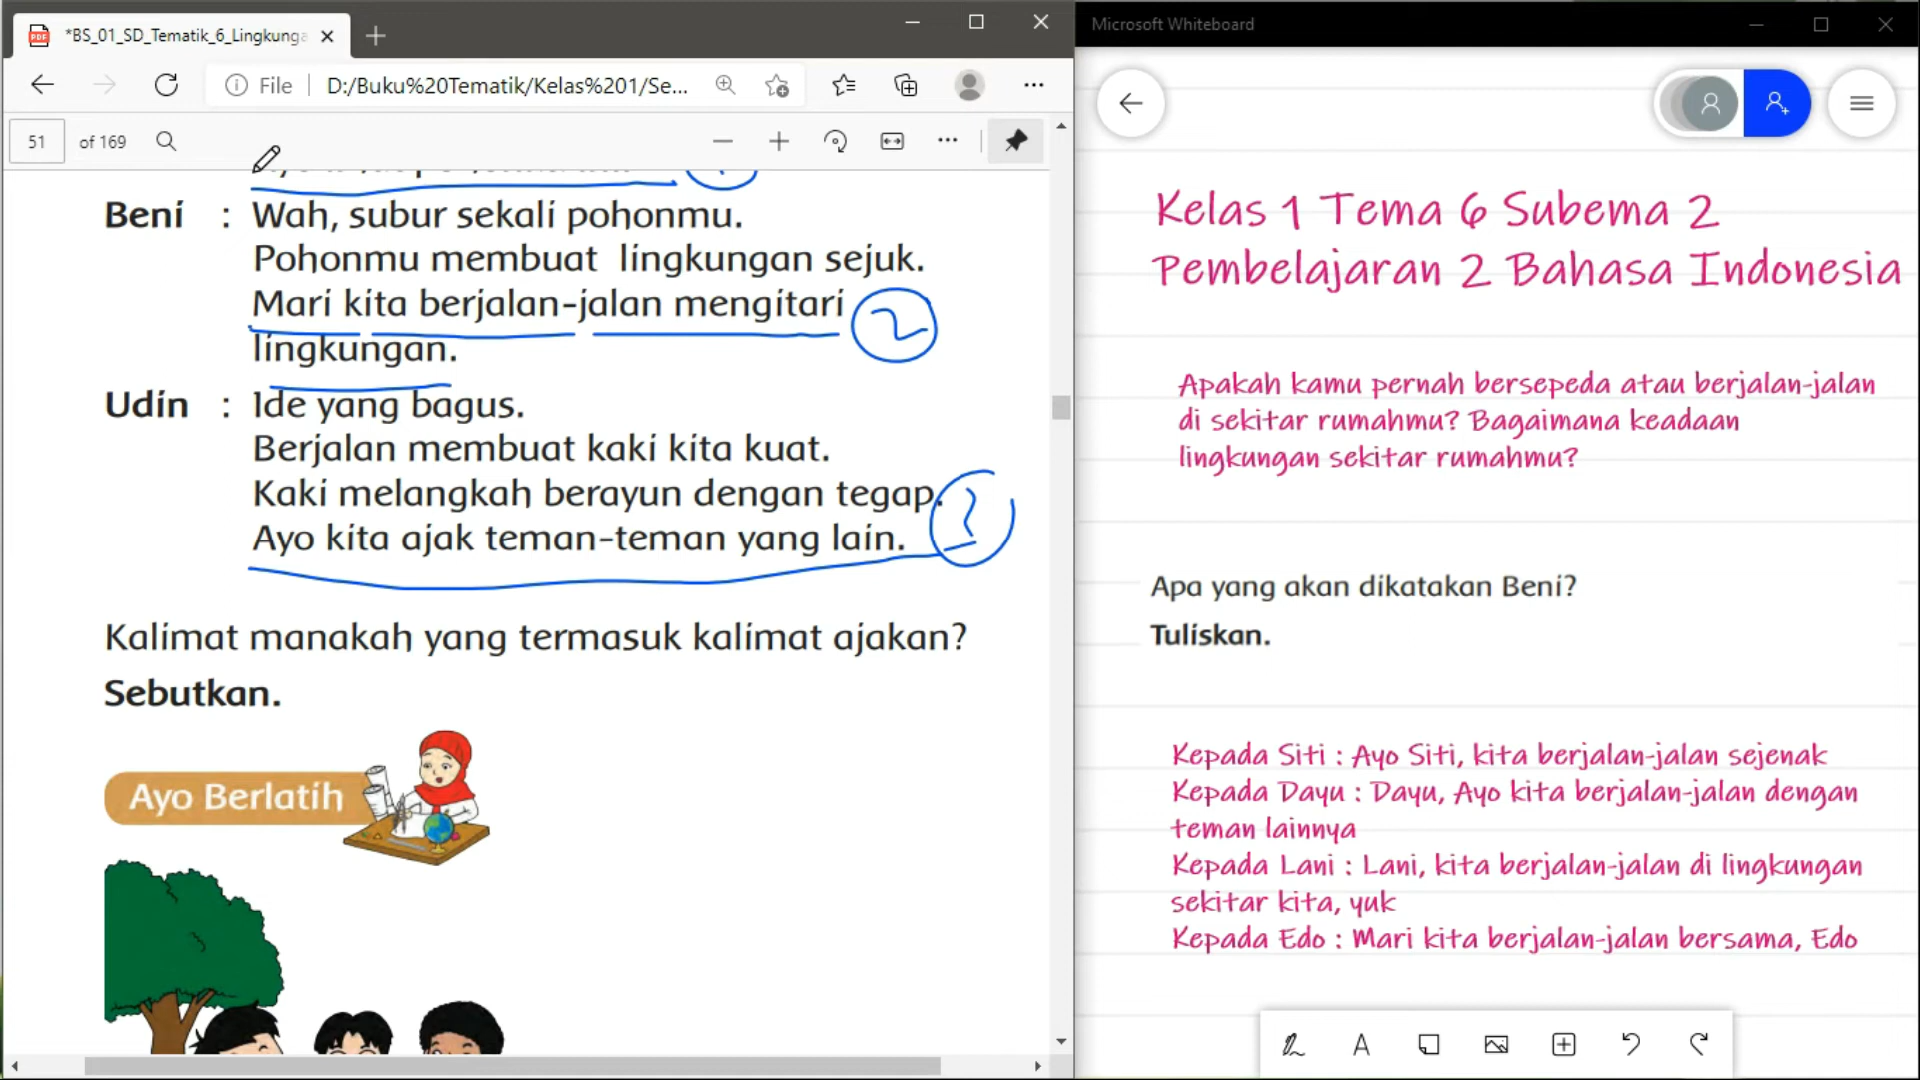 *BS_01_SD_Tematik_6_Lingkunga
File
D:/Buku%20Tematik/Kelas%201/Se...
51 of 169
1
Beni : Wah, subur sekali pohonmu.
Pohonmu membuat lingkungan sejuk.
Mari kita berjalan-jalan mengitari
2
lingkungan.
Udin : Ide yang bagus.
Berjalan membuat kaki kita kuat.
Kaki melangkah berayun dengan tegap.
3
Ayo kita ajak teman-teman yang lain.
Kalimat manakah yang termasuk kalimat ajakan?
Sebutkan.
Ayo Berlatih
Microsoft Whiteboard
Kelas 1 Tema 6 Subema 2
Pembelajaran 2 Bahasa Indonesia
Apakah kamu pernah bersepeda atau berjalan-jalan
di sekitar rumahmu? Bagaimana keadaan
lingkungan sekitar rumahmu?
Apa yang akan dikatakan Beni?
Tuliskan.
Kepada Siti : Ayo Siti, kita berjalan-jalan sejenak
Kepada Dayu : Dayu, Ayo kita berjalan-jalan dengan
teman lainnya
Kepada Lani : Lani, kita berjalan-jalan di lingkungan
sekitar kita, yuk
Kepada Edo : Mari kita berjalan-jalan bersama, Edo